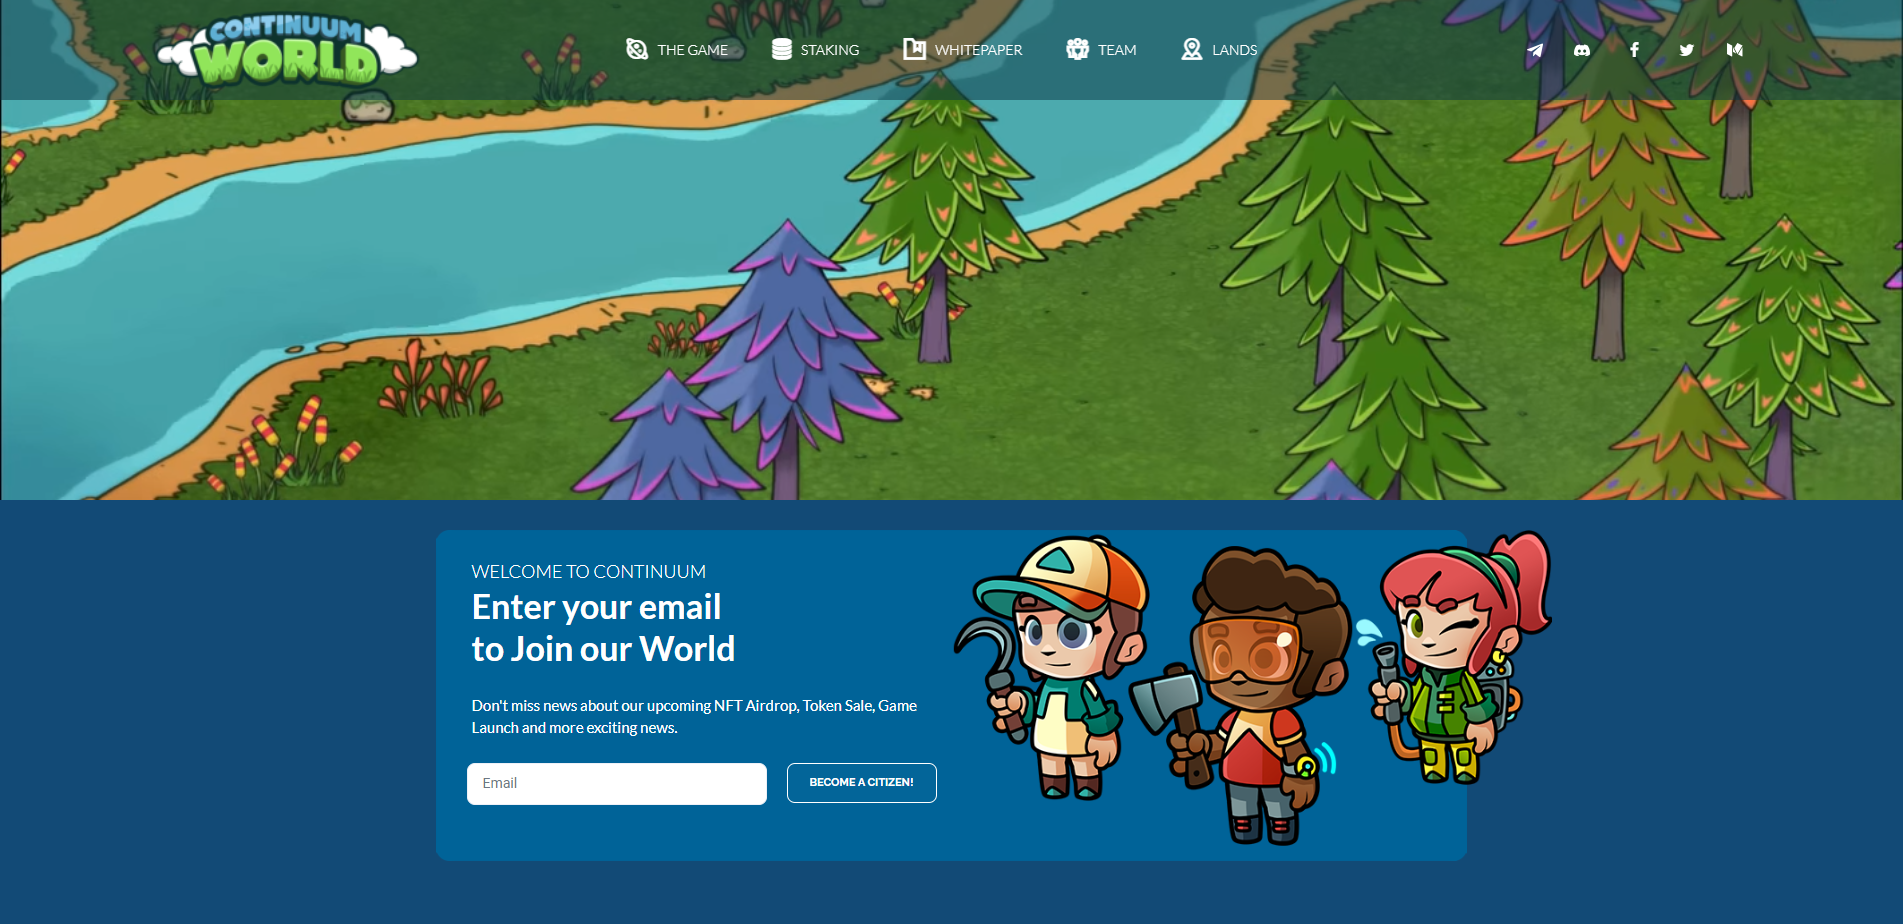 CONTINUUM
WORLD
THE GAME
STAKING
WHITEPAPER
TEAM
LANDS
WELCOME TO CONTINUUM
Enter your email
to Join our World
Don't miss news about our upcoming NFT Airdrop, Token Sale, Game
Launch and more exciting news.
Email
BECOME A CITIZEN!